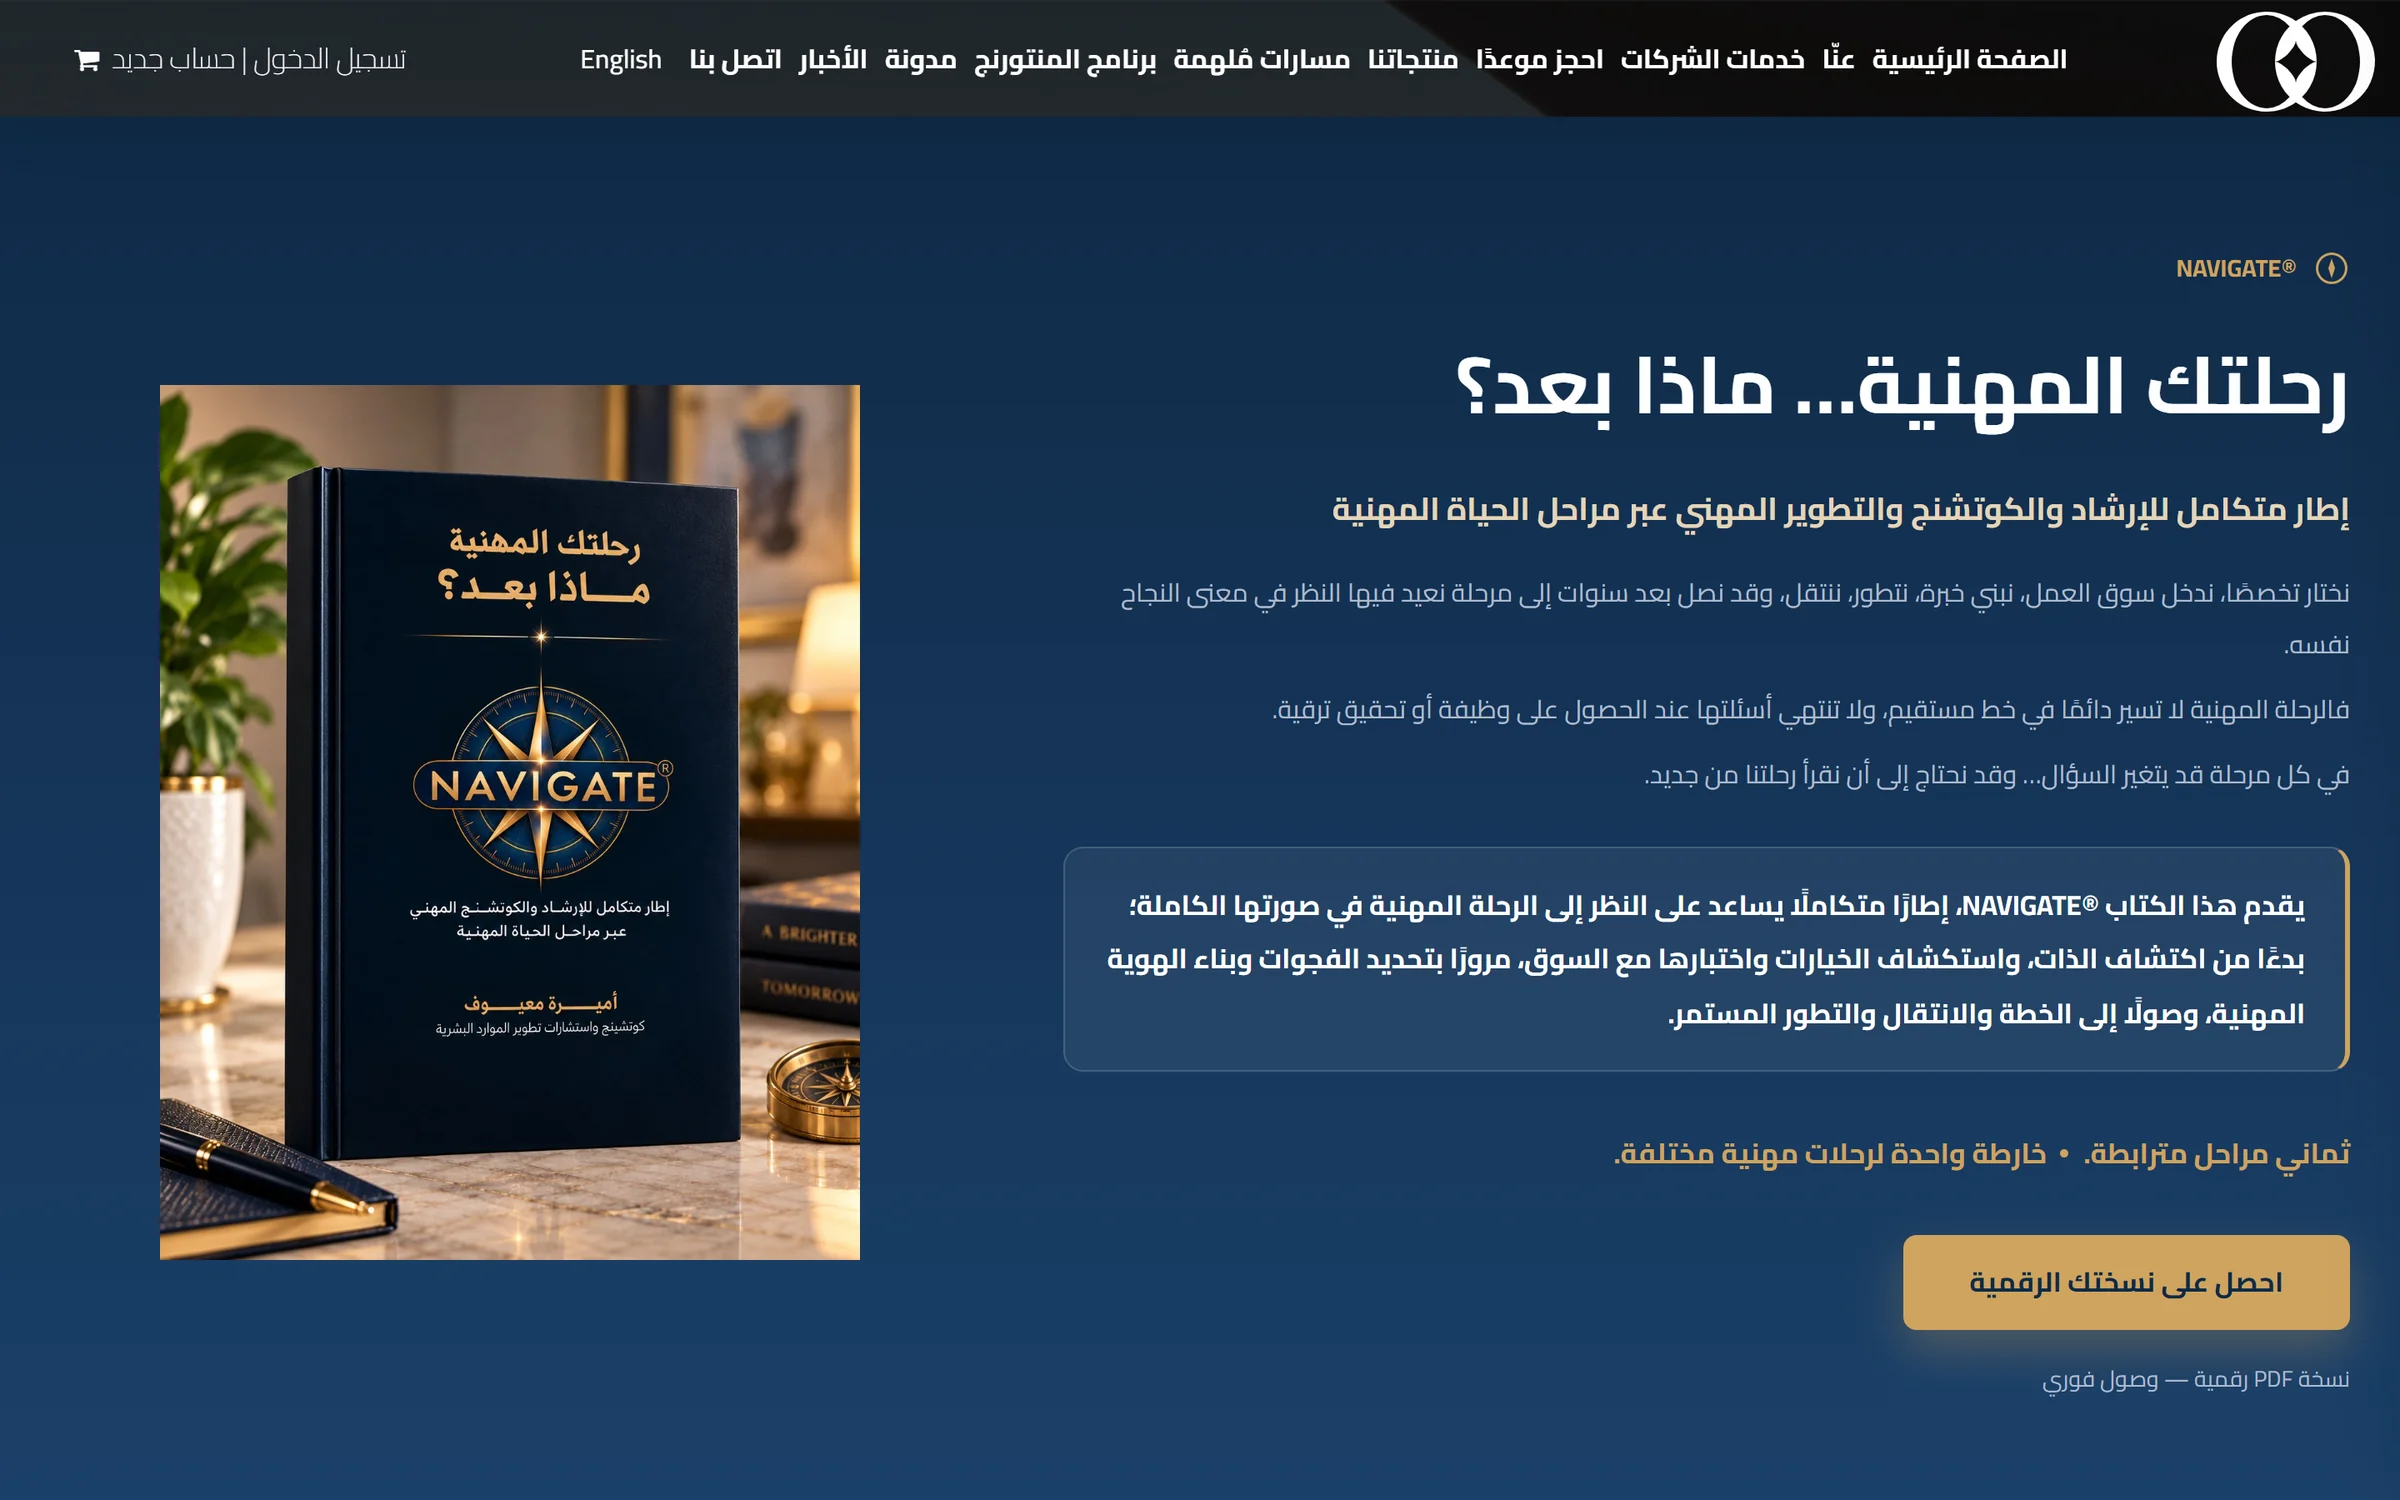 الصفحة الرئيسية عنّا خدمات الشركات احجز موعدًا منتجاتنا مسارات مُلهمة برنامج المنتورنج مدونة الأخبار اتصل بنا English
تسجيل الدخول | حساب جديد
NAVIGATE®
رحلتك المهنية... ماذا بعد؟
إطار متكامل للإرشاد والكوتشنج والتطوير المهني عبر مراحل الحياة المهنية
نختار تخصصًا، ندخل سوق العمل، نبني خبرة، نتطور، ننتقل، وقد نصل بعد سنوات إلى مرحلة نعيد فيها النظر في معنى النجاح
نفسه.
فالرحلة المهنية لا تسير دائمًا في خط مستقيم، ولا تنتهي أسئلتها عند الحصول على وظيفة أو تحقيق ترقية.
في كل مرحلة قد يتغير السؤال... وقد نحتاج إلى أن نقرأ رحلتنا من جديد.
يقدم هذا الكتاب NAVIGATE®، إطارًا متكاملًا يساعد على النظر إلى الرحلة المهنية في صورتها الكاملة؛
بدءًا من اكتشاف الذات، واستكشاف الخيارات واختبارها مع السوق، مرورًا بتحديد الفجوات وبناء الهوية
المهنية، وصولًا إلى الخطة والانتقال والتطور المستمر.
ثماني مراحل مترابطة. • خارطة واحدة لرحلات مهنية مختلفة.
احصل على نسختك الرقمية
نسخة PDF رقمية — وصول فوري
رحلتك المهنية
مـــاذا بعــد؟
NAVIGATE®
إطار متكامل للإرشــاد والكوتشــنـج المهني
عبر مراحـل الحياة المهنـية
أميـــرة معيــوف
كوتشينج واستشارات تطوير الموارد البشرية
A BRIGHTER
TOMORROW